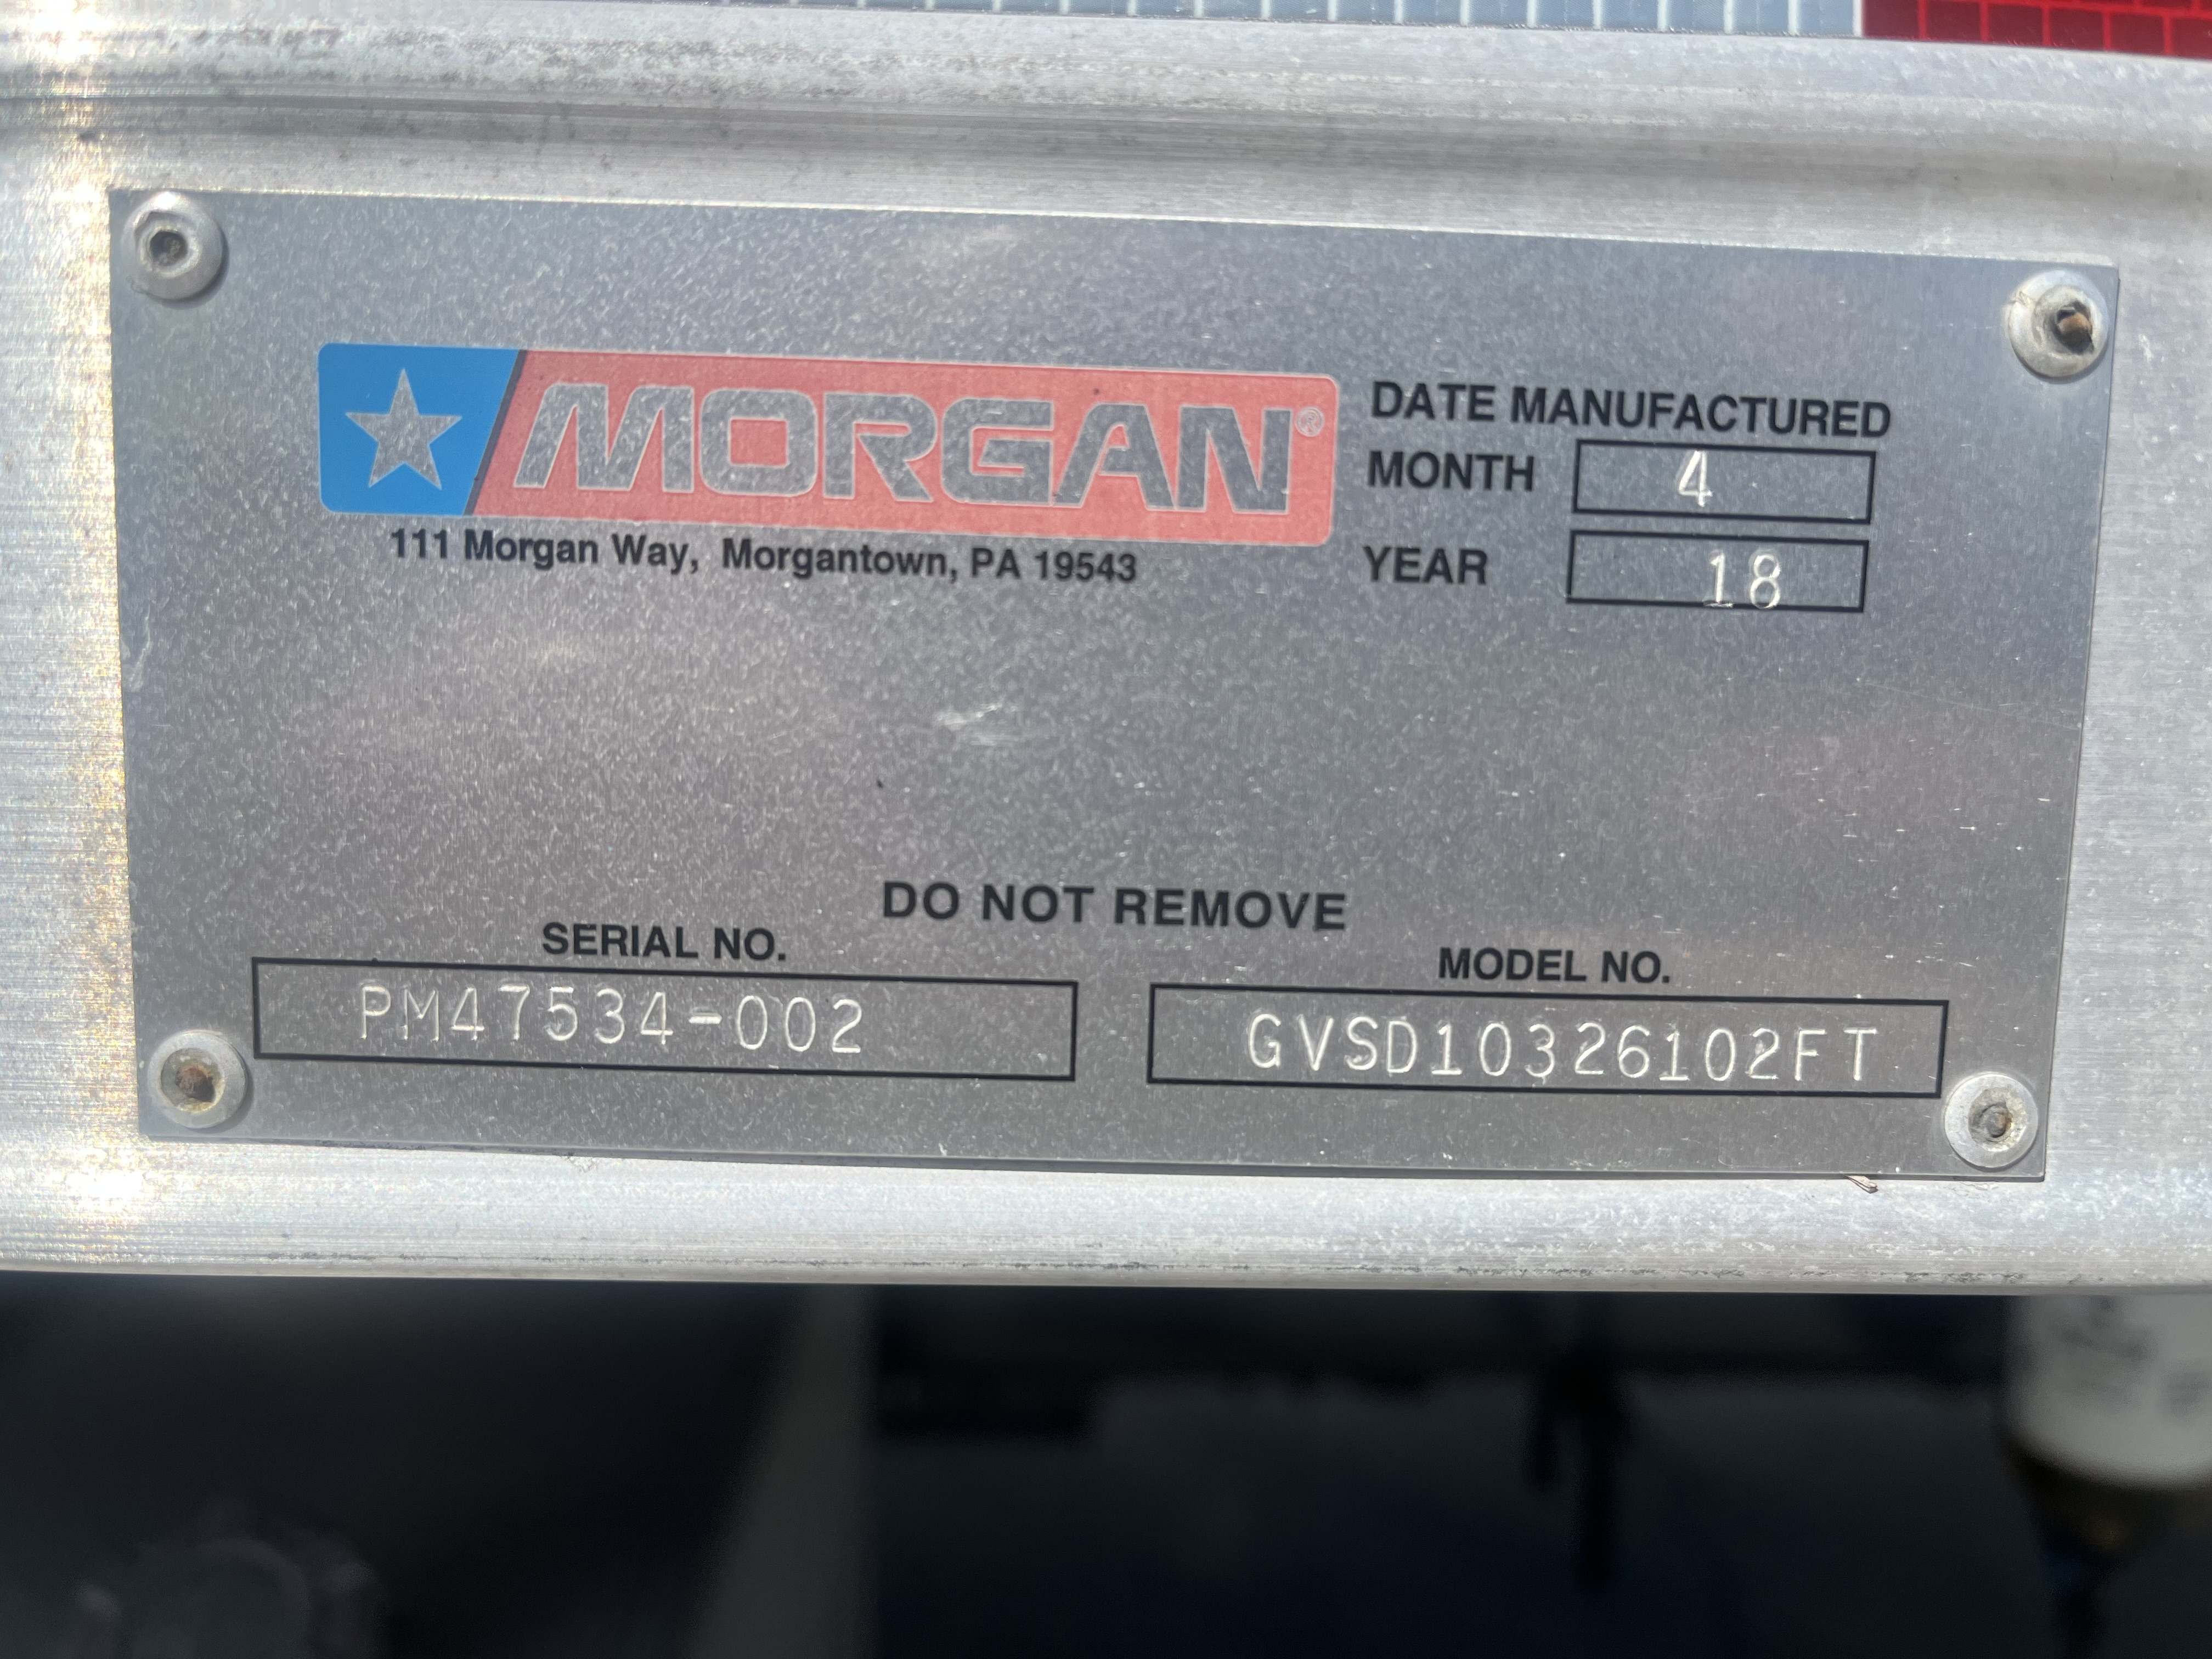 MORGAN®
111 Morgan Way, Morgantown, PA 19543
DATE MANUFACTURED
MONTH 4
YEAR 18
DO NOT REMOVE
SERIAL NO.
PM47534-002
MODEL NO.
GVSD10326102FT